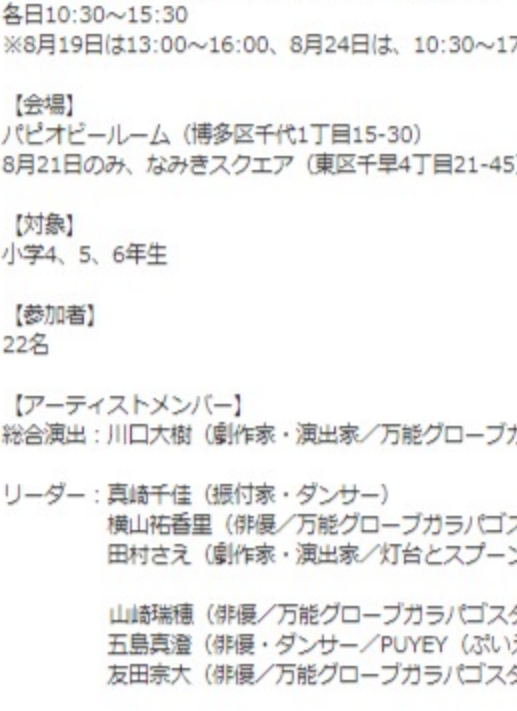 各日10:30～15:30
※8月19日は13:00～16:00、8月24日は、10:30～17
【会場】
パピオビールーム（博多区千代1丁目15-30）
8月21日のみ、なみきスクエア（東区千早4丁目21-45）
【対象】
小学4、5、6年生
【参加者】
22名
【アーティストメンバー】
総合演出：川口大樹（劇作家・演出家／万能グローブガ
リーダー：真崎千佳（振付家・ダンサー）
横山祐香里（俳優／万能グローブガラパゴス
田村さえ（劇作家・演出家／灯台とスプーン
山崎瑞穂（俳優／万能グローブガラパゴスダ
五島真澄（俳優・ダンサー／PUYEY（ぷいえ
友田宗大（俳優／万能グローブガラパゴスダ